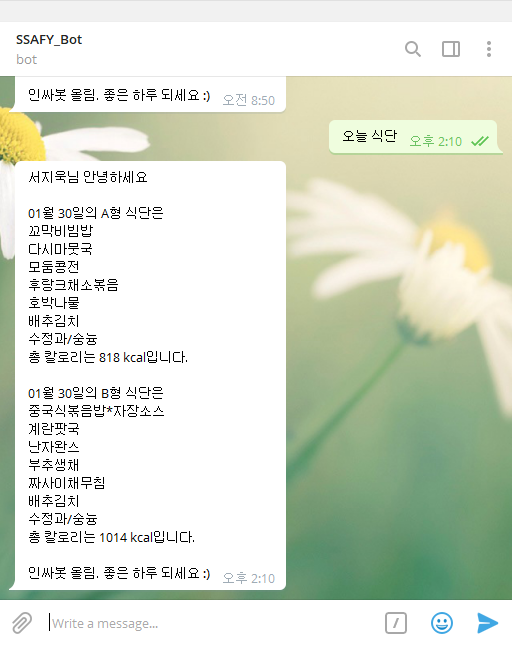 SSAFY_Bot
bot
인싸봇 올림. 좋은 하루 되세요 :)
오전 8:50
오늘 식단
오후 2:10
서지욱님 안녕하세요
01월 30일의 A형 식단은
꼬막비빔밥
다시마뭇국
모둠콩전
후랑크채소볶음
호박나물
배추김치
수정과/숭늉
총 칼로리는 818 kcal입니다.
01월 30일의 B형 식단은
중국식볶음밥*자장소스
계란팟국
난자완스
부추생채
짜사이채무침
배추김치
수정과/숭늉
총 칼로리는 1014 kcal입니다.
인싸봇 올림. 좋은 하루 되세요 :)
오후 2:10
Write a message...